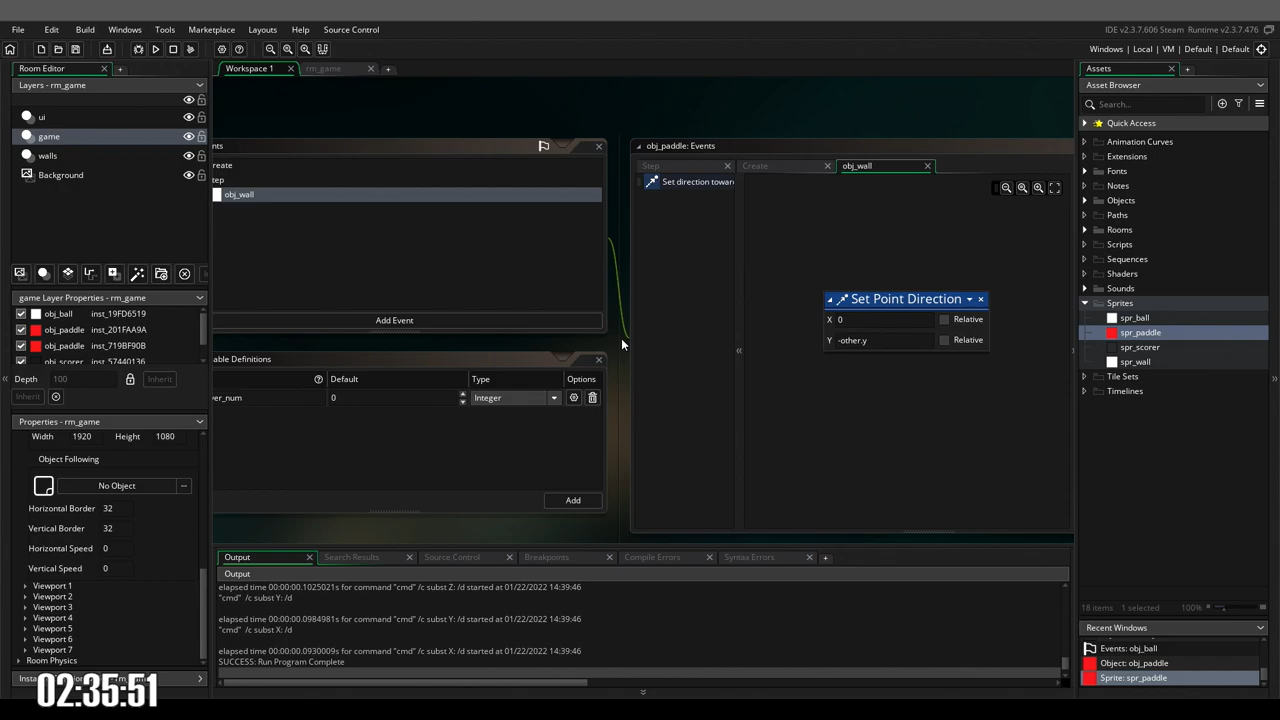 File Edit Build Windows Tools Marketplace Layouts Help Source Control
IDE v2.3.7.606 Steam Runtime v2.3.7.476
Windows | Local | VM | Default | Default
Room Editor
Layers - rm_game
ui
game
walls
Background
game Layer Properties - rm_game
obj_ball inst_19FD6519
obj_paddle inst_201FAA9A
obj_paddle inst_719BF90B
obj_scorer inst_57440136
Depth 100 Inherit
Inherit
Properties - rm_game
Width 1920 Height 1080
Object Following
No Object
Horizontal Border 32
Vertical Border 32
Horizontal Speed 0
Vertical Speed 0
Viewport 1
Viewport 2
Viewport 3
Viewport 4
Viewport 5
Viewport 6
Viewport 7
Room Physics
02:35:51
Workspace 1 rm_game
nts
reate
tep
obj_wall
Add Event
able Definitions
Default Type Options
ver_num 0 Integer
Add
obj_paddle: Events
Step Create obj_wall
Set direction towar
Set Point Direction
X 0 Relative
Y -other.y Relative
Output Search Results Source Control Breakpoints Compile Errors Syntax Errors
Output
elapsed time 00:00:00.1025021s for command "cmd" /c subst Z: /d started at 01/22/2022 14:39:46
"cmd" /c subst Y: /d
elapsed time 00:00:00.0984981s for command "cmd" /c subst Y: /d started at 01/22/2022 14:39:46
"cmd" /c subst X: /d
elapsed time 00:00:00.0930009s for command "cmd" /c subst X: /d started at 01/22/2022 14:39:46
SUCCESS: Run Program Complete
Assets
Asset Browser
Search...
Quick Access
Animation Curves
Extensions
Fonts
Notes
Objects
Paths
Rooms
Scripts
Sequences
Shaders
Sounds
Sprites
spr_ball
spr_paddle
spr_scorer
spr_wall
Tile Sets
Timelines
18 items 1 selected 100%
Recent Windows
Events: obj_ball
Object: obj_paddle
Sprite: spr_paddle